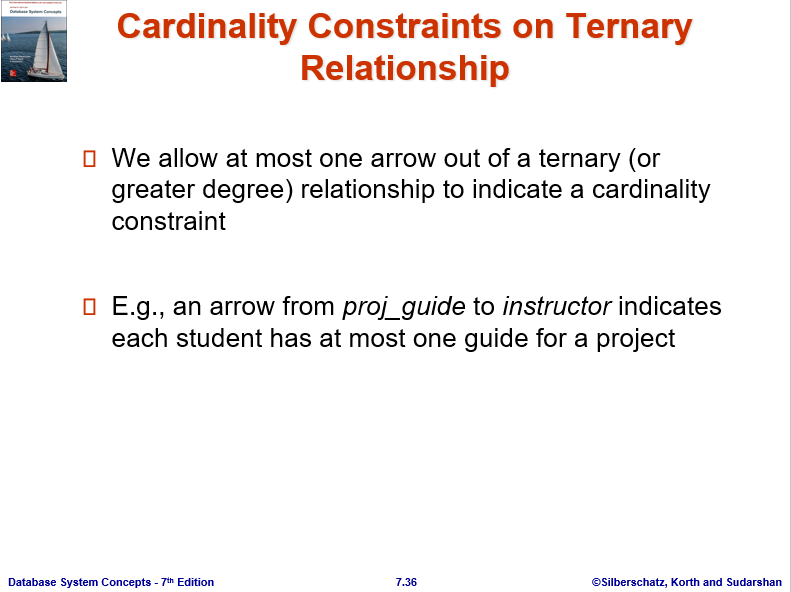 Database System Concepts
Cardinality Constraints on Ternary
Relationship
We allow at most one arrow out of a ternary (or
greater degree) relationship to indicate a cardinality
constraint
E.g., an arrow from proj_guide to instructor indicates
each student has at most one guide for a project
Database System Concepts - 7th Edition
7.36
©Silberschatz, Korth and Sudarshan